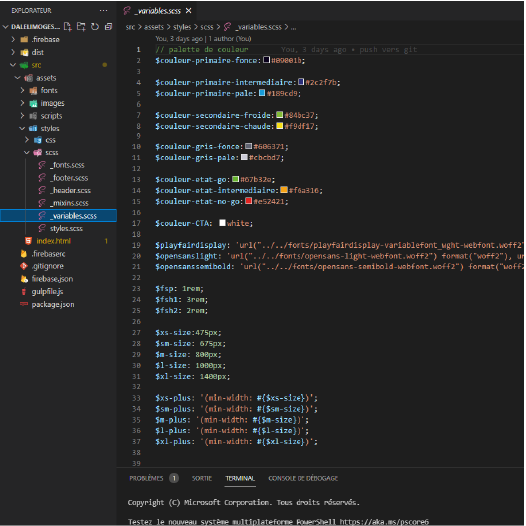 EXPLORATEUR
DALELIMOGES...
.firebase
dist
src
assets
fonts
images
scripts
styles
css
scss
_fonts.scss
_footer.scss
_header.scss
_mixins.scss
_variables.scss
styles.scss
index.html 1
.firebaserc
.gitignore
firebase.json
gulpfile.js
package.json
_variables.scss
src > assets > styles > scss > _variables.scss > ...
You, 3 days ago | 1 author (You)
1 // palette de couleur You, 3 days ago • push vers git
2 $couleur-primaire-fonce: #09001b;
3
4 $couleur-primaire-intermediaire: #2c2f7b;
5 $couleur-primaire-pale: #189cd9;
6
7 $couleur-secondaire-froide: #84bc37;
8 $couleur-secondaire-chaude: #f9df17;
9
10 $couleur-gris-fonce: #606371;
11 $couleur-gris-pale: #cbcbd7;
12
13 $couleur-etat-go: #67b32e;
14 $couleur-etat-intermediaire: #f6a316;
15 $couleur-etat-no-go: #e52421;
16
17 $couleur-CTA: white;
18
19 $playfairdisplay: 'url("../../fonts/playfairdisplay-variablefont_wght-webfont.woff2"
20 $opensanslight: 'url("../../fonts/opensans-light-webfont.woff2") format("woff2"), ur
21 $opensanssemibold: 'url("../../fonts/opensans-semibold-webfont.woff2") format("woff2
22
23 $fsp: 1rem;
24 $fsh1: 3rem;
25 $fsh2: 2rem;
26
27 $xs-size:475px;
28 $sm-size: 675px;
29 $m-size: 800px;
30 $l-size: 1000px;
31 $xl-size: 1400px;
32
33 $xs-plus: '(min-width: #{$xs-size})';
34 $sm-plus: '(min-width: #{$sm-size})';
35 $m-plus: '(min-width: #{$m-size})';
36 $l-plus: '(min-width: #{$l-size})';
37 $xl-plus: '(min-width: #{$xl-size})';
38
39
PROBLÈMES 1 SORTIE TERMINAL CONSOLE DE DÉBOGAGE
Copyright (C) Microsoft Corporation. Tous droits réservés.
Testez le nouveau système multiplateforme PowerShell https://aka.ms/pscore6